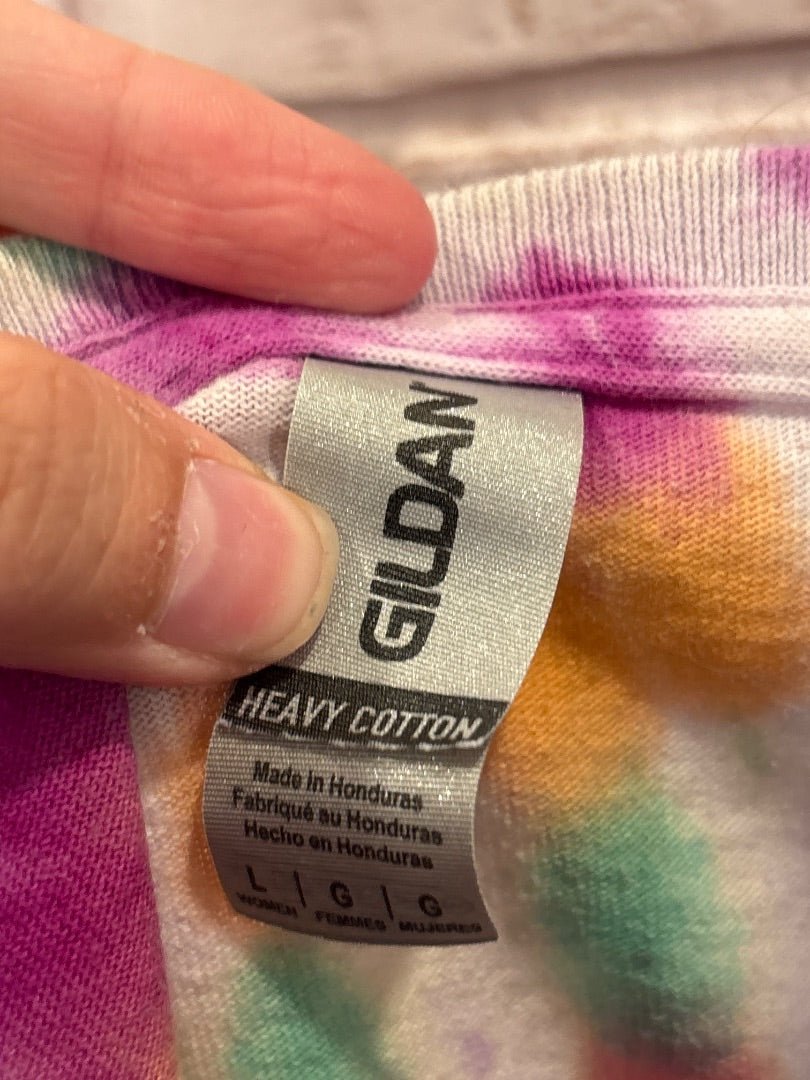 GILDAN
HEAVY COTTON
Made in Honduras
Fabriqué au Honduras
Hecho en Honduras
L | G | G
WOMEN FEMMES MUJERES